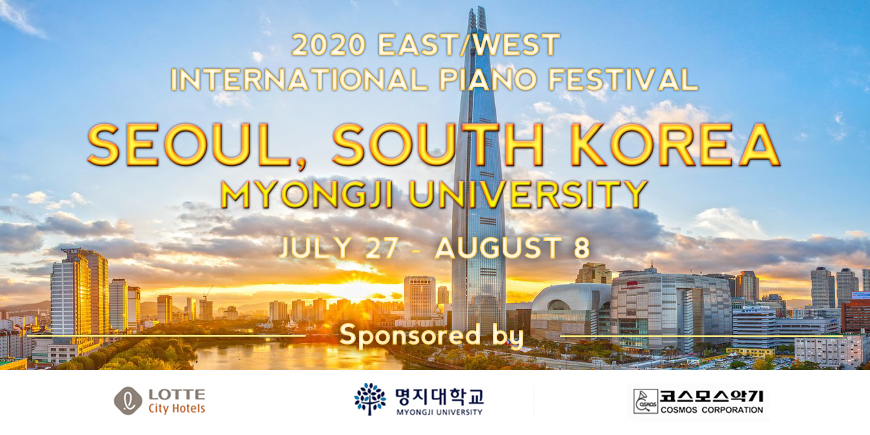 2020 EAST/WEST
INTERNATIONAL PIANO FESTIVAL
SEOUL, SOUTH KOREA
MYONGJI UNIVERSITY
JULY 27 - AUGUST 8
Sponsored by
LOTTE
City Hotels
명지대학교
MYONGJI UNIVERSITY
COSMOS
코스모스악기
COSMOS CORPORATION